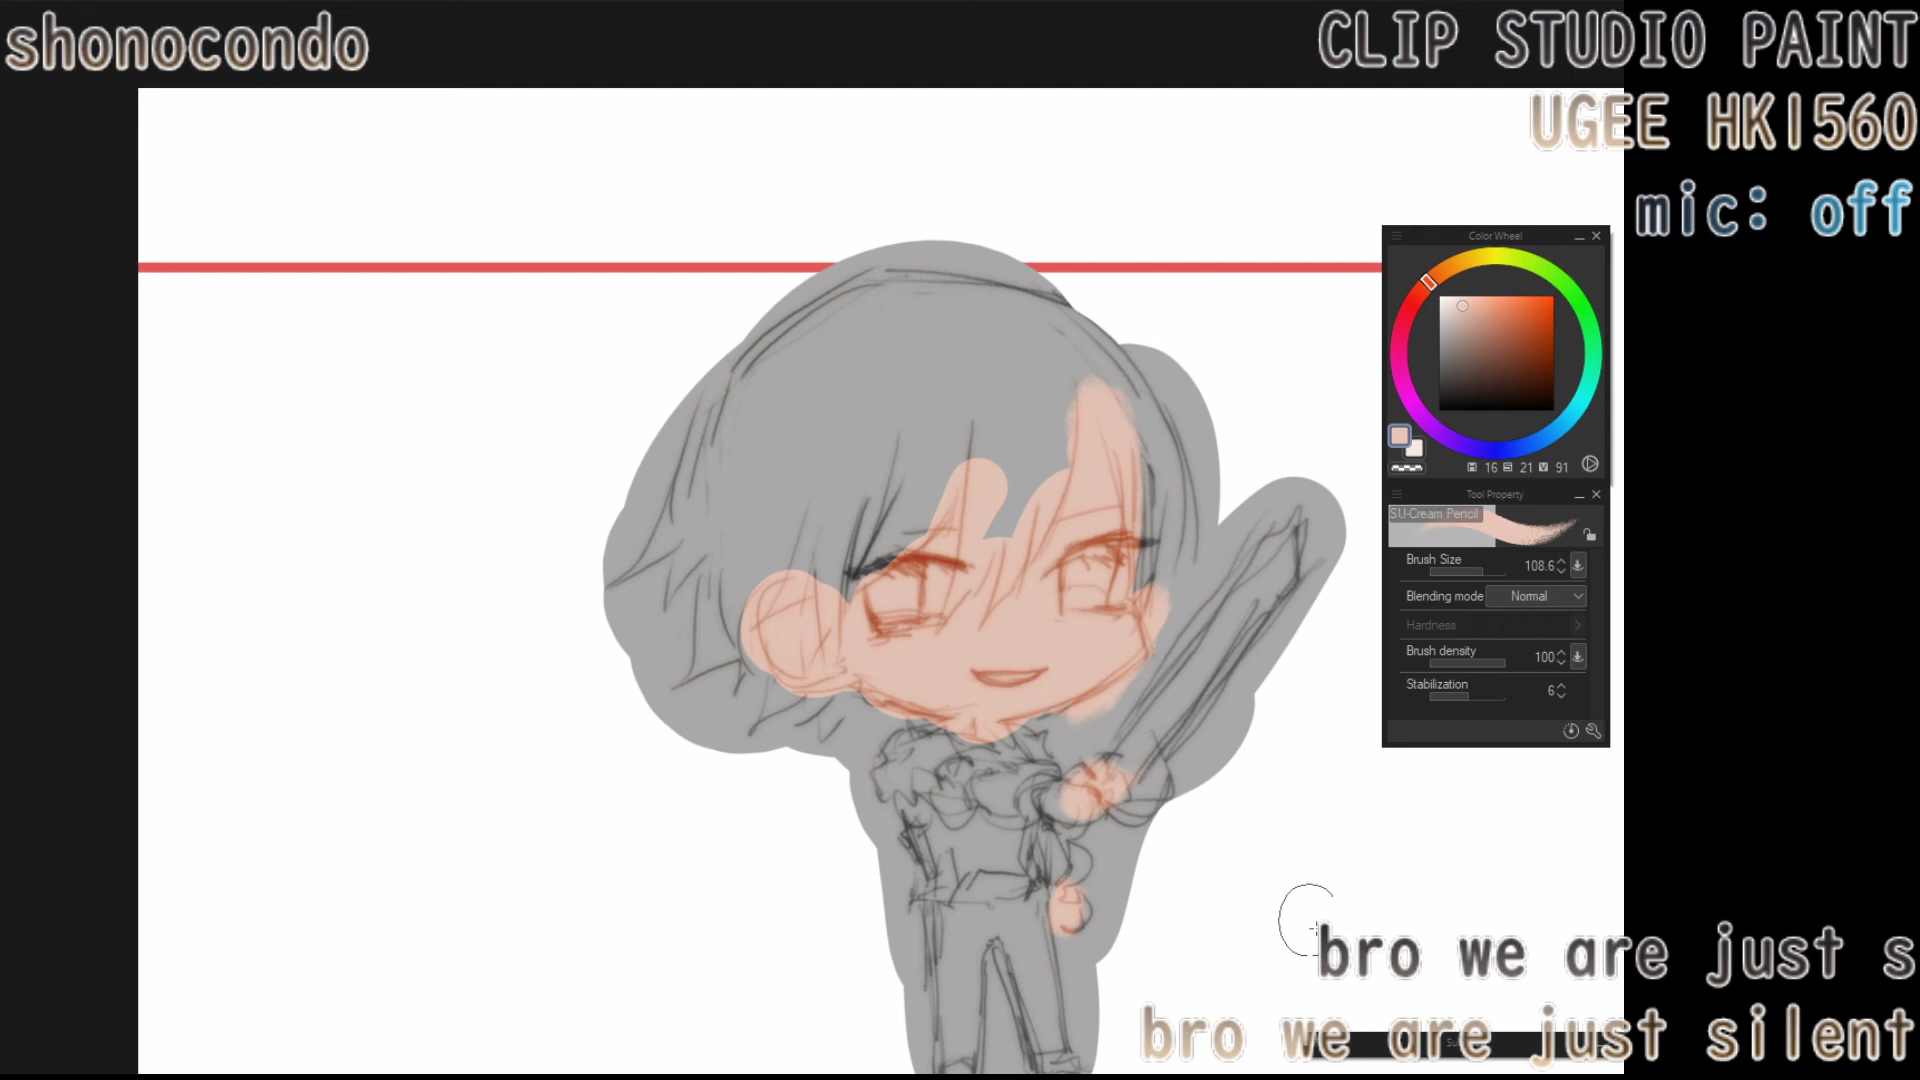 shonocondo
CLIP STUDIO PAINT
UGEE HK1560
mic: off
Color Wheel
16 21 91
Tool Property
SU-Cream Pencil
Brush Size 108.6
Blending mode Normal
Hardness
Brush density 100
Stabilization 6
bro we are just s
bro we are just silent